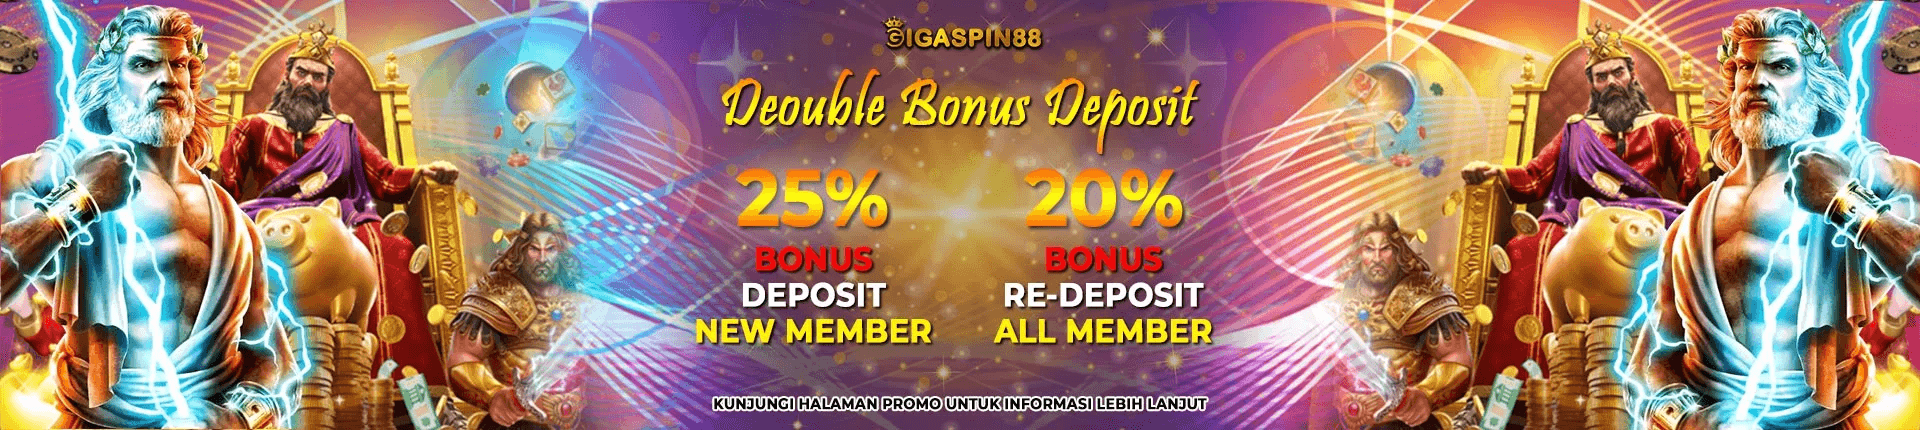 GIGASPIN88
Deouble Bonus Deposit
25%
BONUS
DEPOSIT
NEW MEMBER
20%
BONUS
RE-DEPOSIT
ALL MEMBER
KUNJUNGI HALAMAN PROMO UNTUK INFORMASI LEBIH LANJUT